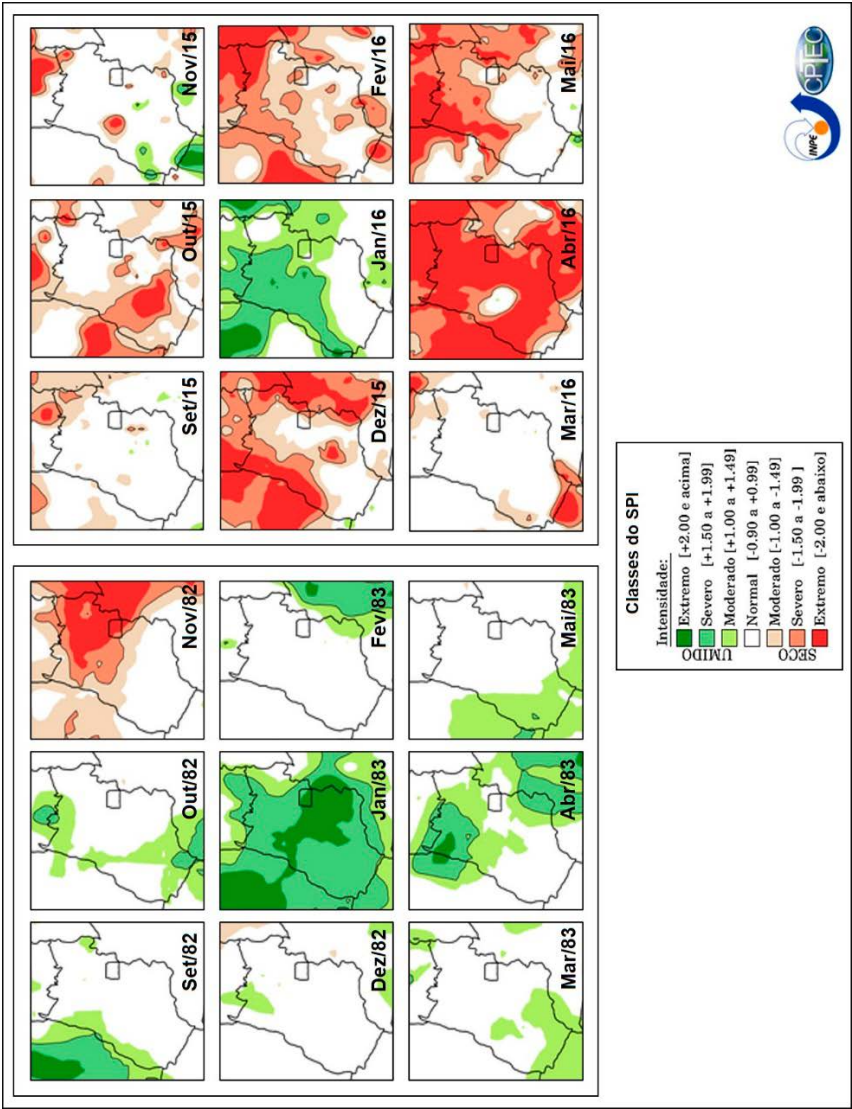 Set/82
Out/82
Nov/82
Dez/82
Jan/83
Fev/83
Mar/83
Abr/83
Mai/83
Set/15
Out/15
Nov/15
Dez/15
Jan/16
Fev/16
Mar/16
Abr/16
Mai/16
Classes do SPI
Intensidade:
UMIDO
Extremo [+2.00 e acima]
Severo [+1.50 a +1.99]
Moderado [+1.00 a +1.49]
Normal [-0.90 a +0.99]
SECO
Moderado [-1.00 a -1.49]
Severo [-1.50 a -1.99 ]
Extremo [-2.00 e abaixo]
INPE
CPTEC